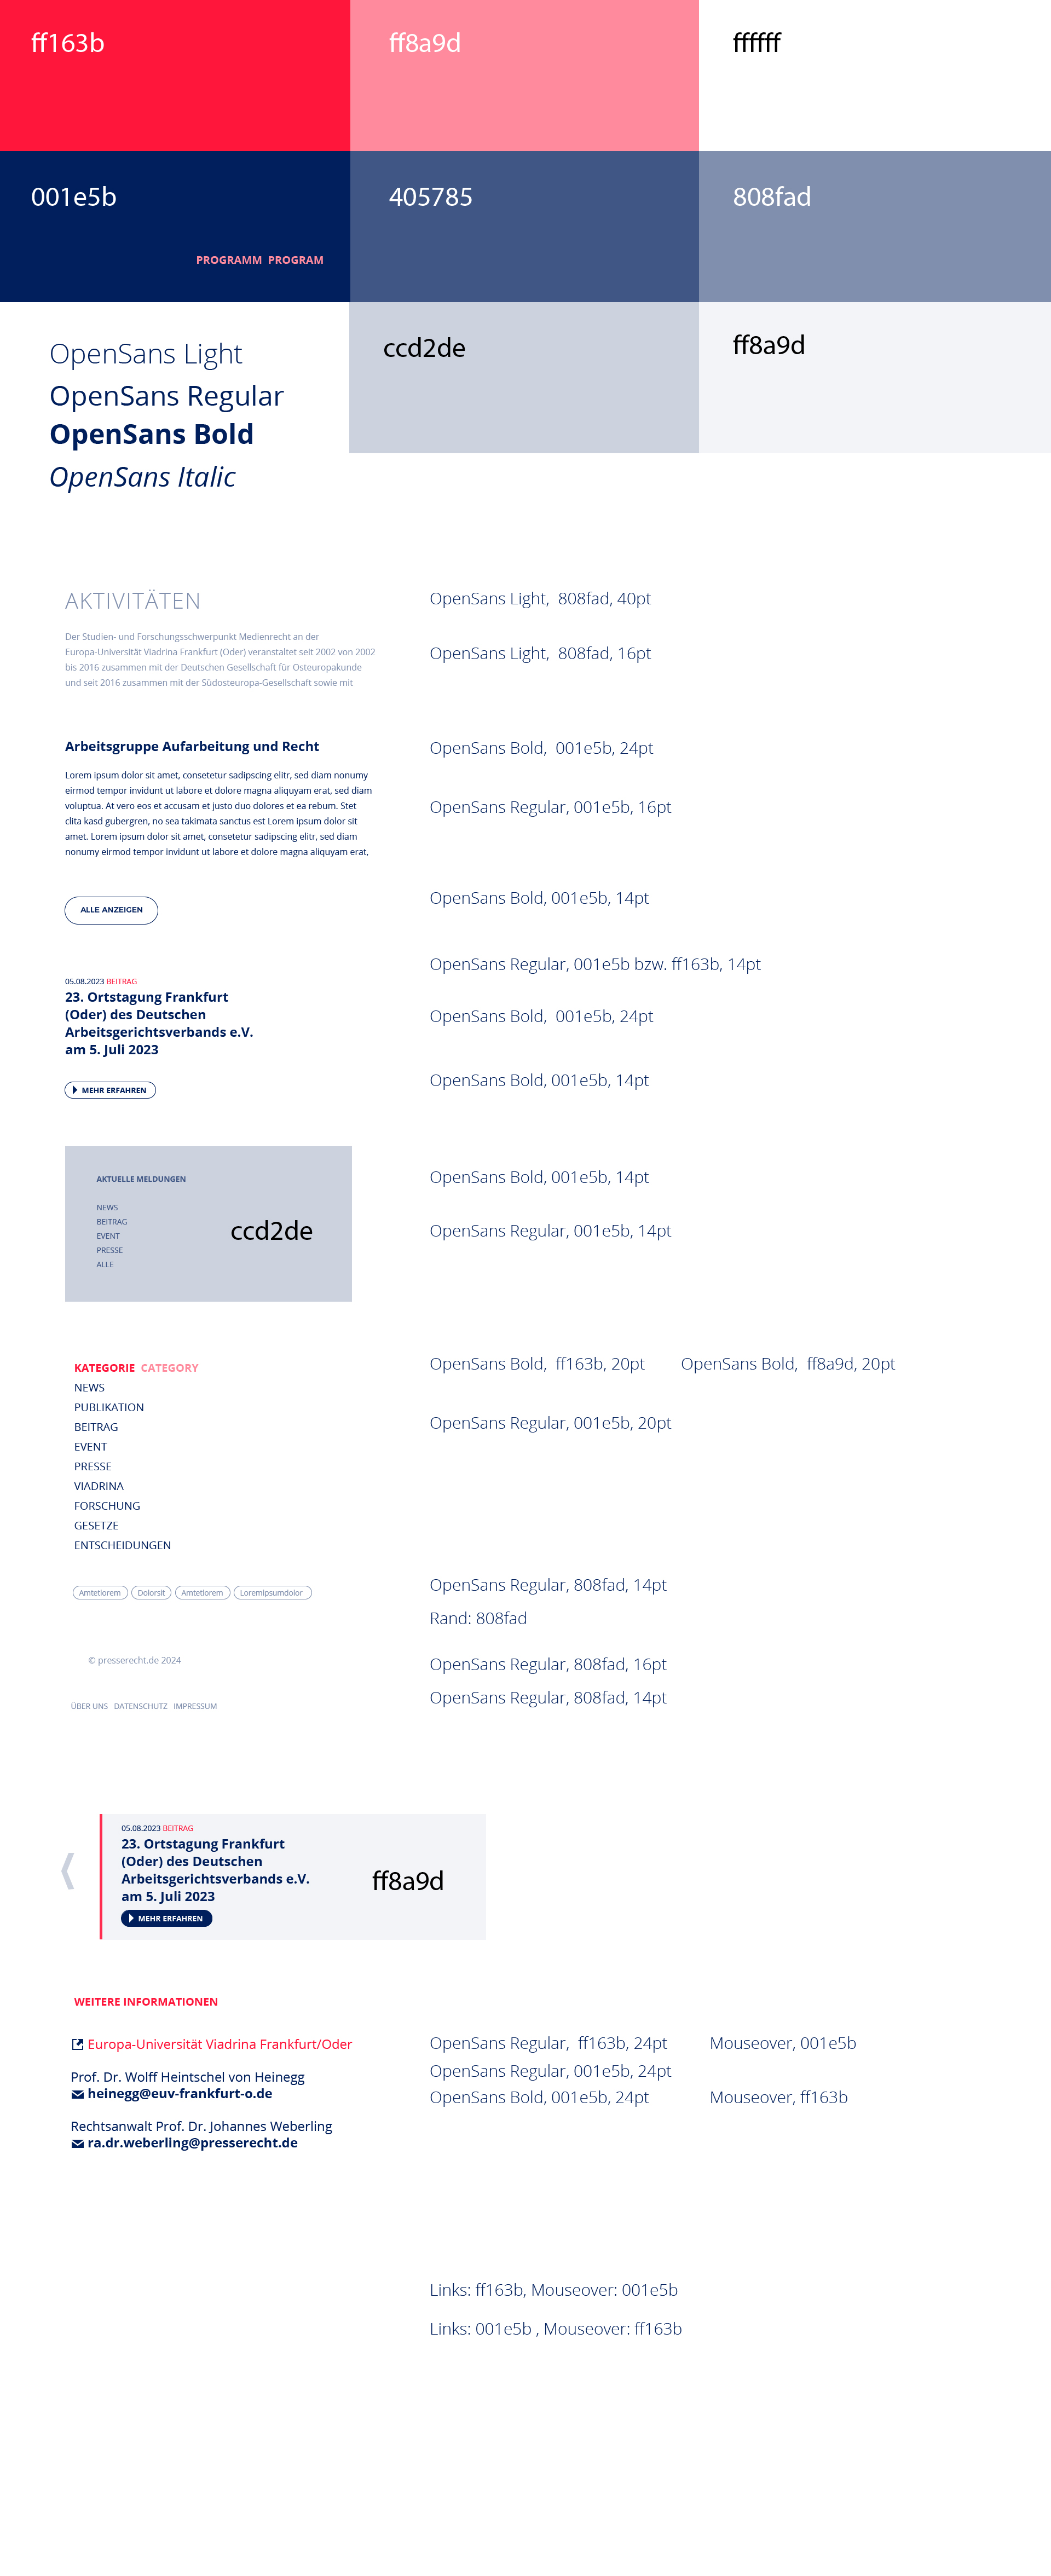 ff163b
ff8a9d
ffffff
001e5b
405785
808fad
PROGRAMM PROGRAM
OpenSans Light
OpenSans Regular
OpenSans Bold
OpenSans Italic
ccd2de
ff8a9d
AKTIVITÄTEN
OpenSans Light, 808fad, 40pt
Der Studien- und Forschungsschwerpunkt Medienrecht an der
Europa-Universität Viadrina Frankfurt (Oder) veranstaltet seit 2002 von 2002
bis 2016 zusammen mit der Deutschen Gesellschaft für Osteuropakunde
und seit 2016 zusammen mit der Südosteuropa-Gesellschaft sowie mit
OpenSans Light, 808fad, 16pt
Arbeitsgruppe Aufarbeitung und Recht
OpenSans Bold, 001e5b, 24pt
Lorem ipsum dolor sit amet, consetetur sadipscing elitr, sed diam nonumy
eirmod tempor invidunt ut labore et dolore magna aliquyam erat, sed diam
voluptua. At vero eos et accusam et justo duo dolores et ea rebum. Stet
clita kasd gubergren, no sea takimata sanctus est Lorem ipsum dolor sit
amet. Lorem ipsum dolor sit amet, consetetur sadipscing elitr, sed diam
nonumy eirmod tempor invidunt ut labore et dolore magna aliquyam erat,
OpenSans Regular, 001e5b, 16pt
ALLE ANZEIGEN
OpenSans Bold, 001e5b, 14pt
05.08.2023 BEITRAG
OpenSans Regular, 001e5b bzw. ff163b, 14pt
23. Ortstagung Frankfurt
(Oder) des Deutschen
Arbeitsgerichtsverbands e.V.
am 5. Juli 2023
OpenSans Bold, 001e5b, 24pt
MEHR ERFAHREN
OpenSans Bold, 001e5b, 14pt
AKTUELLE MELDUNGEN
OpenSans Bold, 001e5b, 14pt
NEWS
BEITRAG
EVENT
PRESSE
ALLE
ccd2de
OpenSans Regular, 001e5b, 14pt
KATEGORIE CATEGORY
OpenSans Bold, ff163b, 20pt
OpenSans Bold, ff8a9d, 20pt
NEWS
PUBLIKATION
BEITRAG
EVENT
PRESSE
VIADRINA
FORSCHUNG
GESETZE
ENTSCHEIDUNGEN
OpenSans Regular, 001e5b, 20pt
Amtetlorem Dolorsit Amtetlorem Loremipsumdolor
OpenSans Regular, 808fad, 14pt
Rand: 808fad
© presserecht.de 2024
OpenSans Regular, 808fad, 16pt
ÜBER UNS DATENSCHUTZ IMPRESSUM
OpenSans Regular, 808fad, 14pt
05.08.2023 BEITRAG
23. Ortstagung Frankfurt
(Oder) des Deutschen
Arbeitsgerichtsverbands e.V.
am 5. Juli 2023
MEHR ERFAHREN
ff8a9d
WEITERE INFORMATIONEN
Europa-Universität Viadrina Frankfurt/Oder
OpenSans Regular, ff163b, 24pt
Mouseover, 001e5b
Prof. Dr. Wolff Heintschel von Heinegg
OpenSans Regular, 001e5b, 24pt
heinegg@euv-frankfurt-o.de
OpenSans Bold, 001e5b, 24pt
Mouseover, ff163b
Rechtsanwalt Prof. Dr. Johannes Weberling
ra.dr.weberling@presserecht.de
Links: ff163b, Mouseover: 001e5b
Links: 001e5b , Mouseover: ff163b